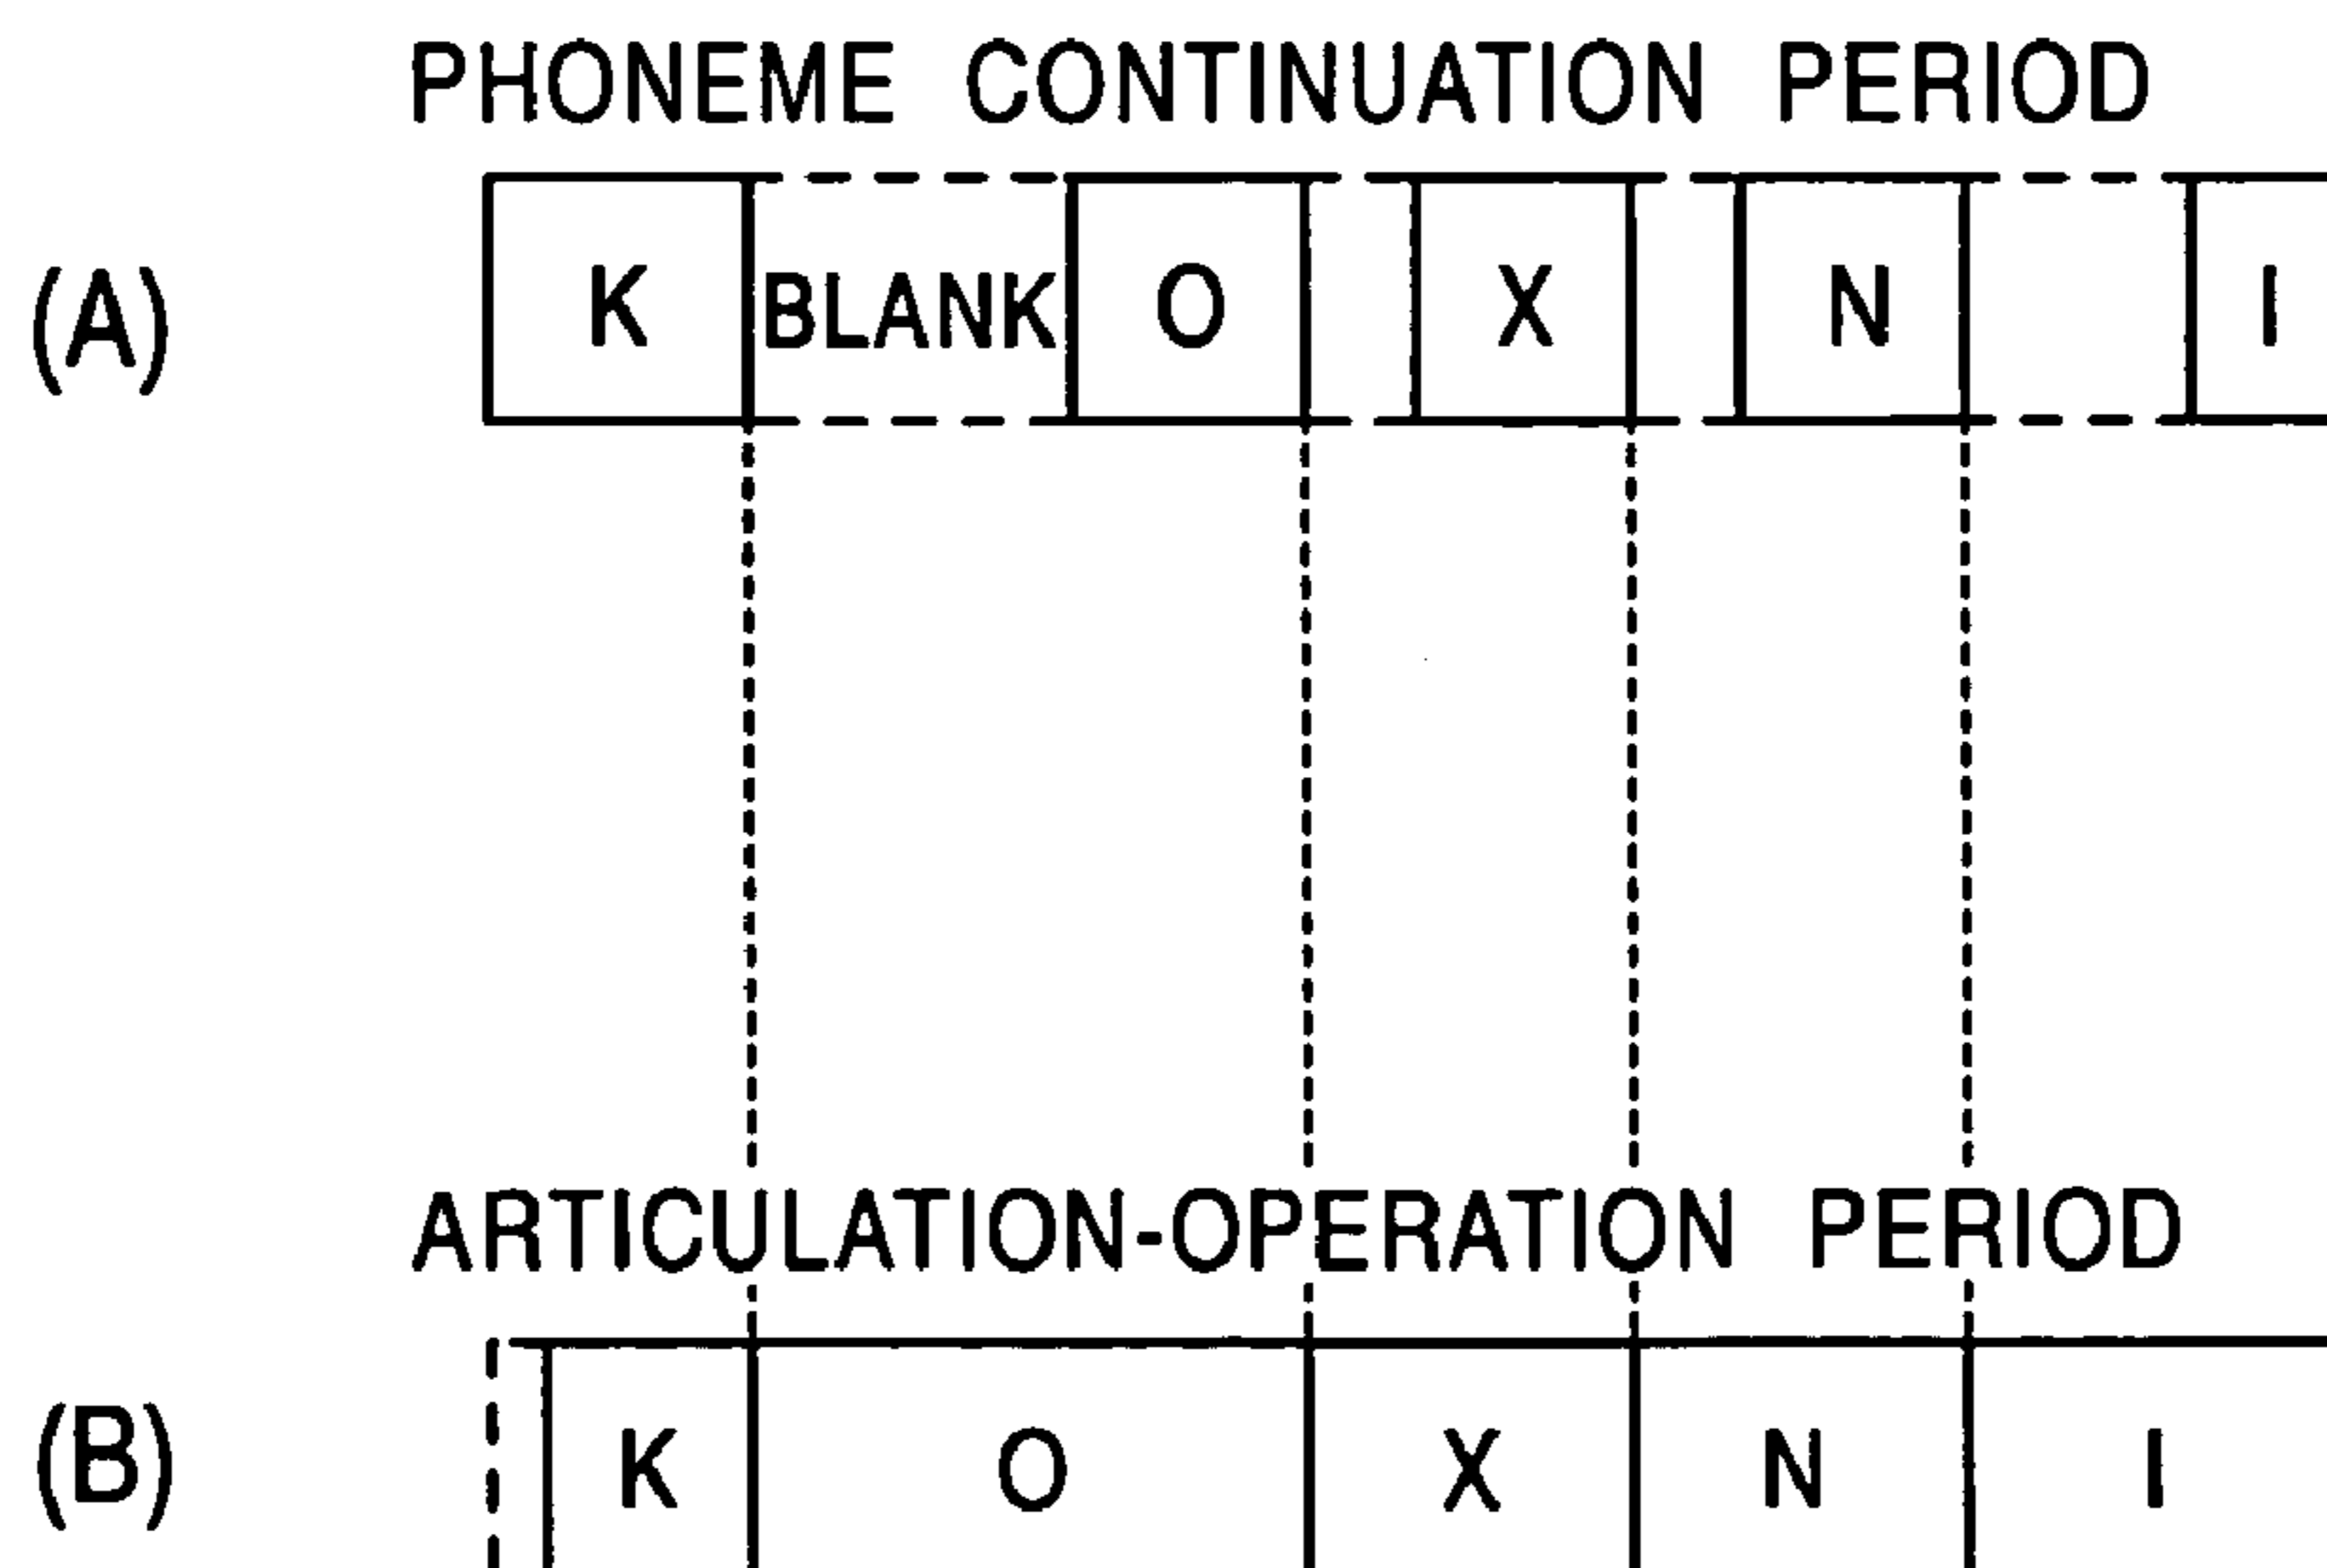 PHONEME CONTINUATION PERIOD
(A) K BLANK O X N I
ARTICULATION-OPERATION PERIOD
(B) K O X N I